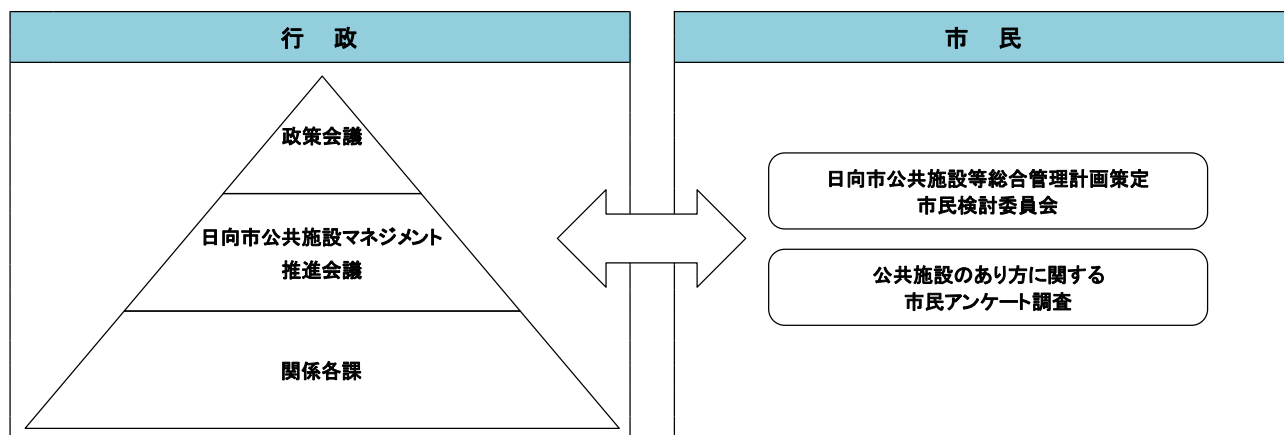 行 政
政策会議
日向市公共施設マネジメント
推進会議
関係各課
市 民
日向市公共施設等総合管理計画策定
市民検討委員会
公共施設のあり方に関する
市民アンケート調査